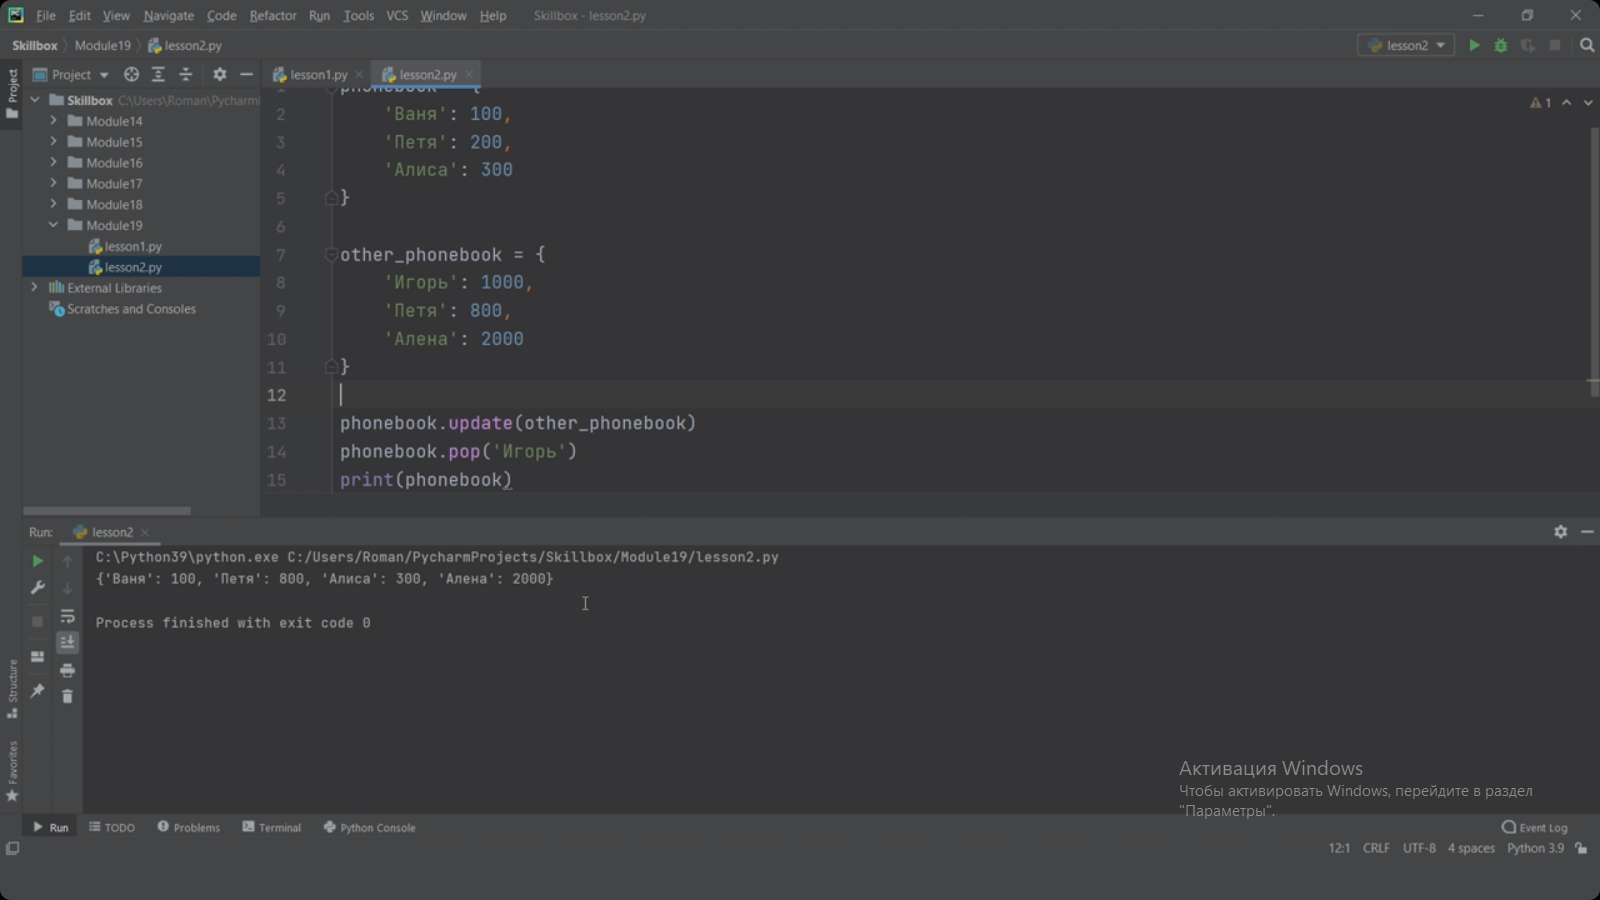 File Edit View Navigate Code Refactor Run Tools VCS Window Help Skillbox - lesson2.py
Skillbox Module19 lesson2.py lesson2
Project lesson1.py lesson2.py
Project
Skillbox C:\Users\Roman\Pycharm
Module14
Module15
Module16
Module17
Module18
Module19
lesson1.py
lesson2.py
External Libraries
Scratches and Consoles
1 phonebook = {
2 'Ваня': 100,
3 'Петя': 200,
4 'Алиса': 300
5 }
6
7 other_phonebook = {
8 'Игорь': 1000,
9 'Петя': 800,
10 'Алена': 2000
11 }
12
13 phonebook.update(other_phonebook)
14 phonebook.pop('Игорь')
15 print(phonebook)
1
Run: lesson2
C:\Python39\python.exe C:/Users/Roman/PycharmProjects/Skillbox/Module19/lesson2.py
{'Ваня': 100, 'Петя': 800, 'Алиса': 300, 'Алена': 2000}
Process finished with exit code 0
Structure
Favorites
Активация Windows
Чтобы активировать Windows, перейдите в раздел
"Параметры".
Run TODO Problems Terminal Python Console Event Log
12:1 CRLF UTF-8 4 spaces Python 3.9